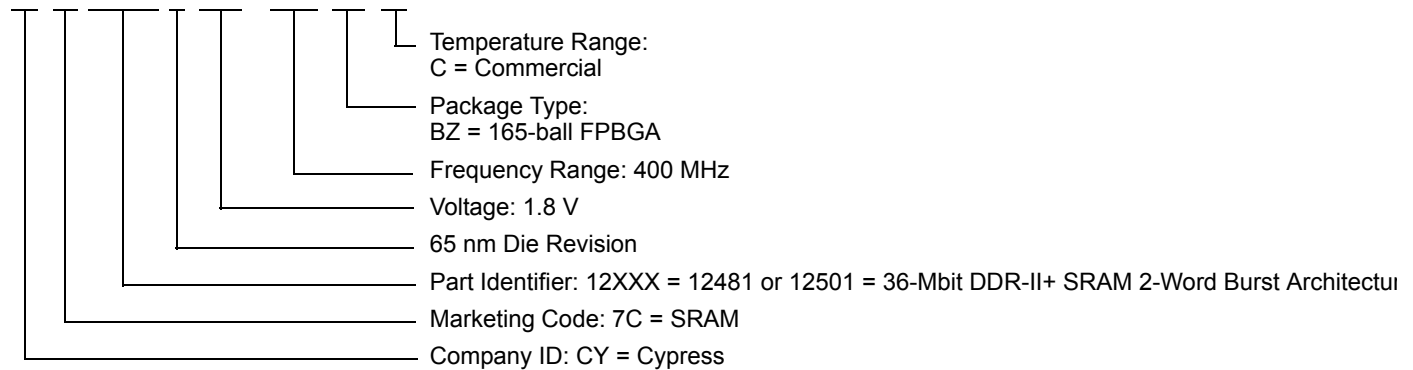 Temperature Range:
C = Commercial
Package Type:
BZ = 165-ball FPBGA
Frequency Range: 400 MHz
Voltage: 1.8 V
65 nm Die Revision
Part Identifier: 12XXX = 12481 or 12501 = 36-Mbit DDR-II+ SRAM 2-Word Burst
Marketing Code: 7C = SRAM
Company ID: CY = Cypress